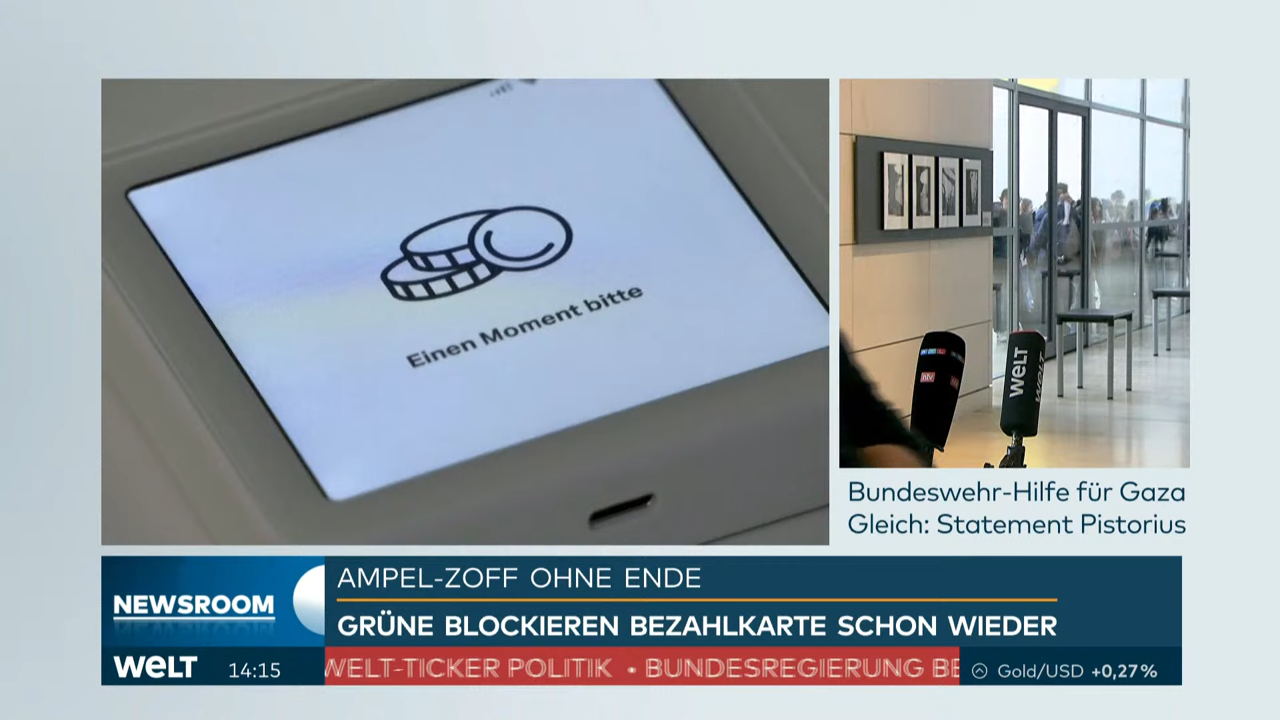 Einen Moment bitte
ntv
WELT
Bundeswehr-Hilfe für Gaza
Gleich: Statement Pistorius
NEWSROOM
AMPEL-ZOFF OHNE ENDE
GRÜNE BLOCKIEREN BEZAHLKARTE SCHON WIEDER
WELT 14:15
WELT-TICKER POLITIK • BUNDESREGIERUNG BE
Gold/USD +0,27%